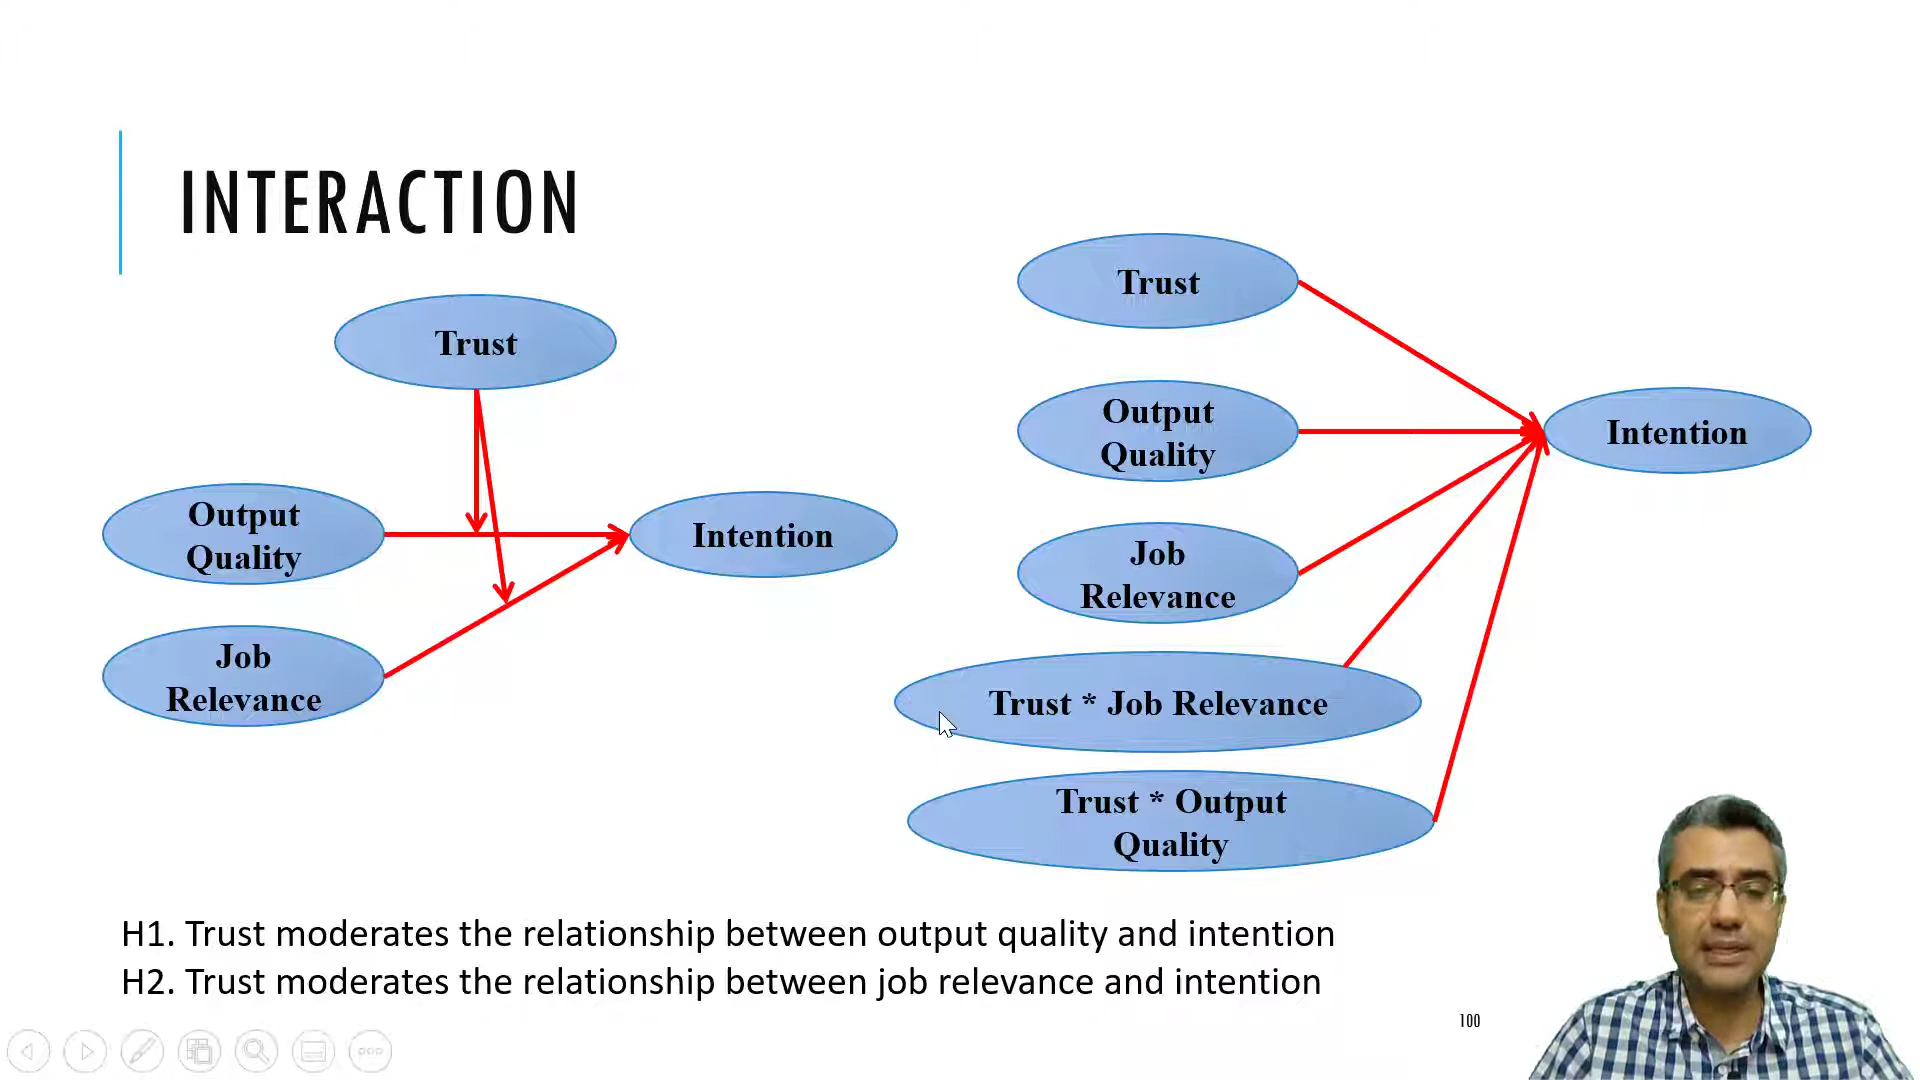 INTERACTION
Trust
Output
Quality
Intention
Job
Relevance
Trust
Output
Quality
Intention
Job
Relevance
Trust * Job Relevance
Trust * Output
Quality
H1. Trust moderates the relationship between output quality and intention
H2. Trust moderates the relationship between job relevance and intention
100